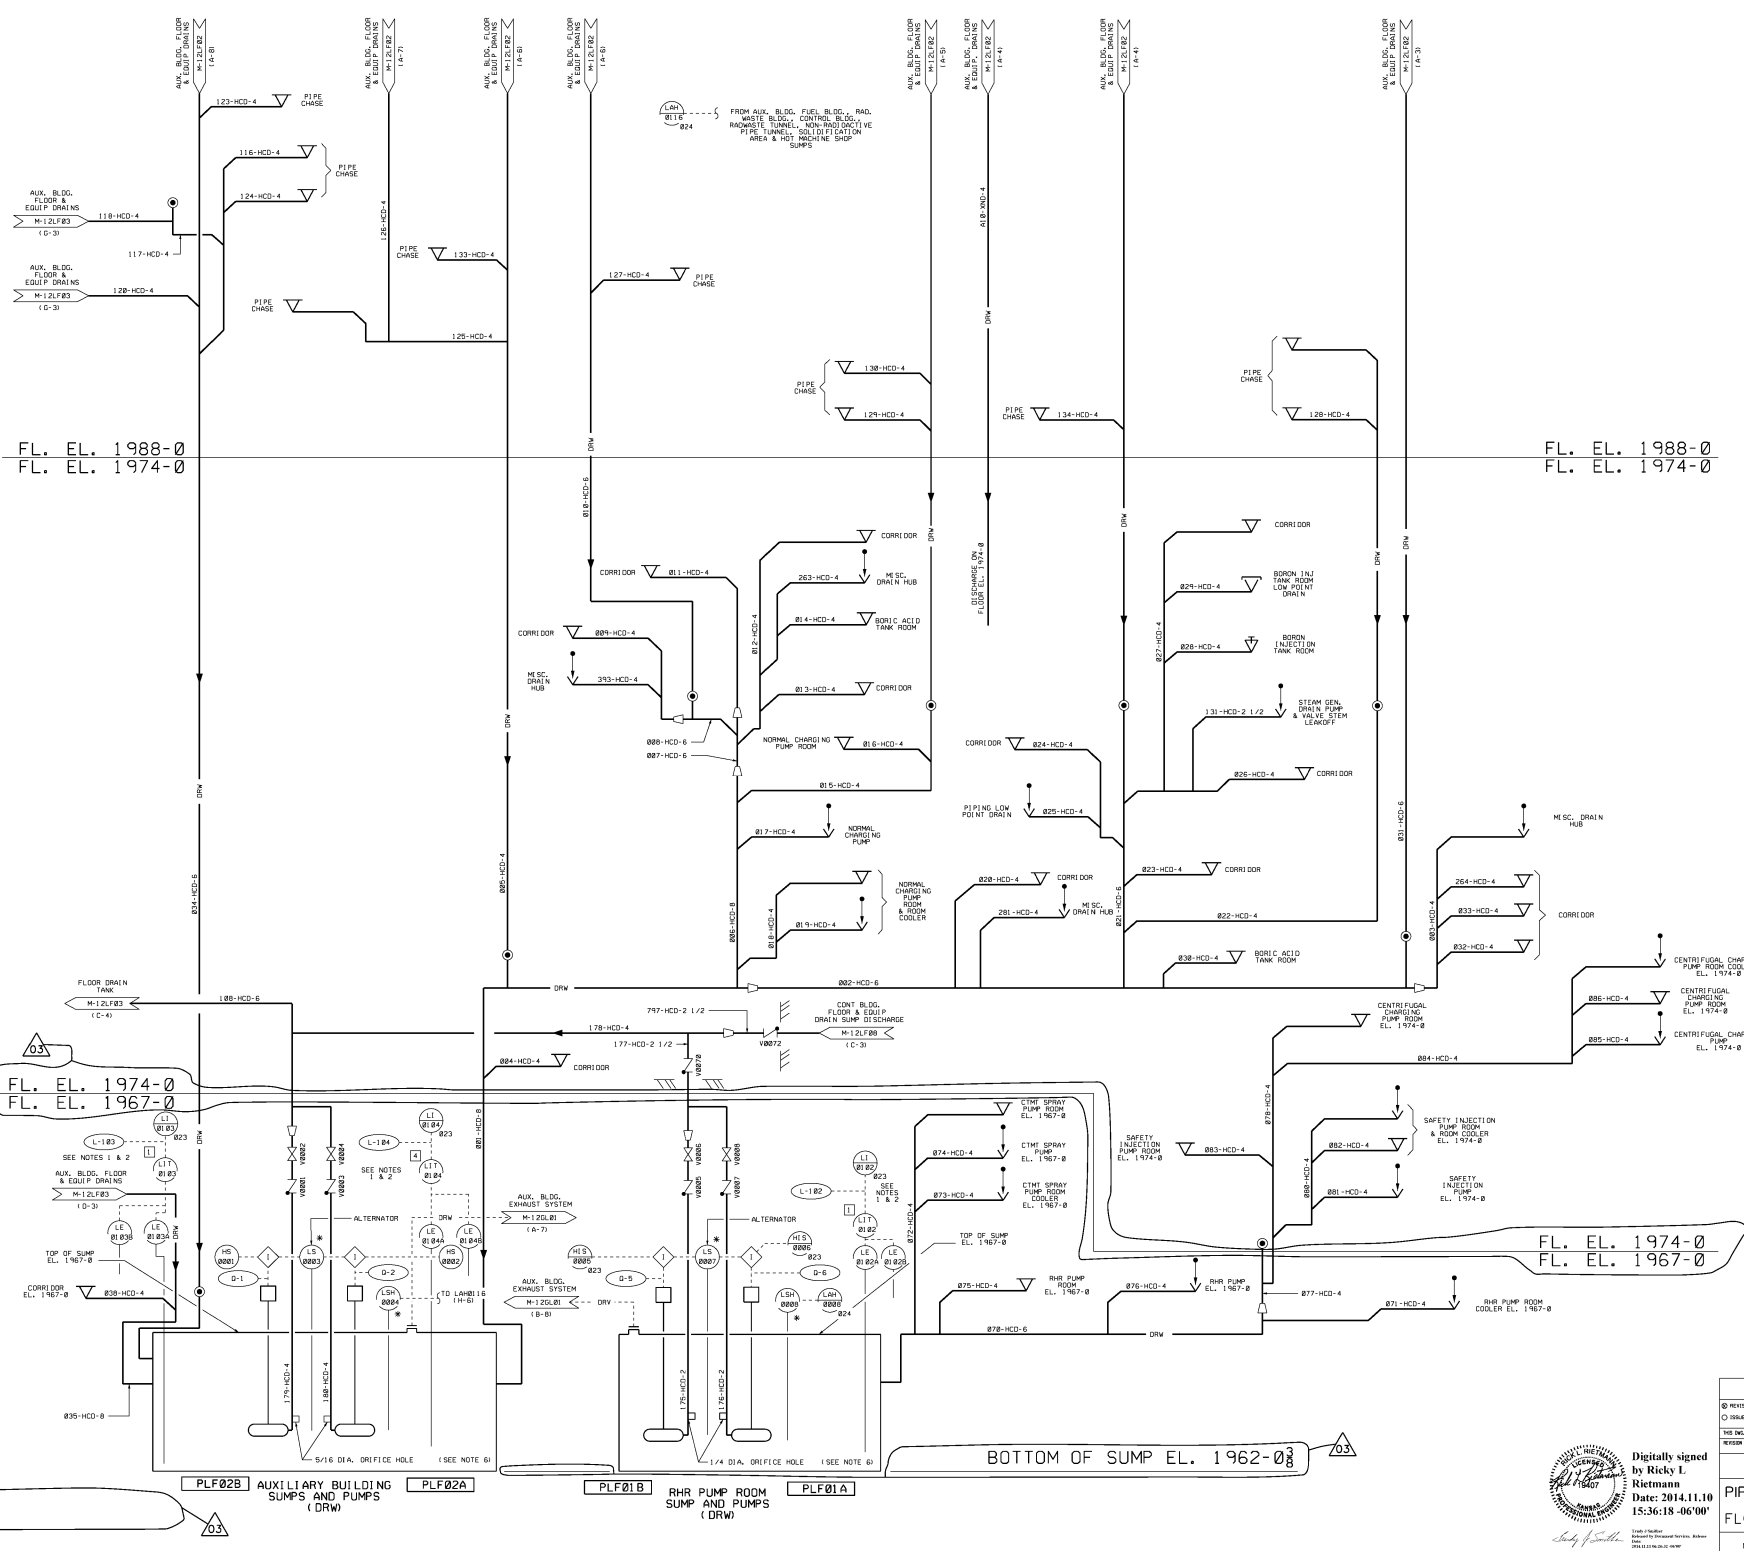 AUX. BLDG. FLOOR
& EQUIP DRAINS
M-12LF02
(A-8)
AUX. BLDG. FLOOR
& EQUIP DRAINS
M-12LF02
(A-7)
AUX. BLDG. FLOOR
& EQUIP DRAINS
M-12LF02
(A-6)
AUX. BLDG. FLOOR
& EQUIP DRAINS
M-12LF02
(A-6)
AUX. BLDG. FLOOR
& EQUIP DRAINS
M-12LF02
(A-5)
AUX. BLDG. FLOOR
& EQUIP. DRAINS
M-12LF02
(A-4)
AUX. BLDG. FLOOR
& EQUIP DRAINS
M-12LF02
(A-4)
AUX. BLDG. FLOOR
& EQUIP DRAINS
M-12LF02
(A-3)
123-HCD-4
PIPE
CHASE
116-HCD-4
124-HCD-4
PIPE
CHASE
LAH
0116
024
FROM AUX. BLDG. FUEL BLDG., RAD.
WASTE BLDG., CONTROL BLDG.,
RADWASTE TUNNEL, NON-RADIOACTIVE
PIPE TUNNEL, SOLIDIFICATION
AREA & HOT MACHINE SHOP
SUMPS
AUX. BLDG.
FLOOR &
EQUIP DRAINS
M-12LF03
(G-3)
118-HCD-4
117-HCD-4
AUX. BLDG.
FLOOR &
EQUIP DRAINS
M-12LF03
(G-3)
120-HCD-4
126-HCD-4
PIPE
CHASE
133-HCD-4
PIPE
CHASE
125-HCD-4
127-HCD-4
PIPE
CHASE
A10-XND-4
DRW
PIPE
CHASE
130-HCD-4
129-HCD-4
PIPE
CHASE
134-HCD-4
PIPE
CHASE
128-HCD-4
DRW
FL. EL. 1988-0
FL. EL. 1974-0
FL. EL. 1988-0
FL. EL. 1974-0
010-HCD-6
DRW
DRW
DRW
DRW
DISCHARGE ON
FLOOR EL. 1974-0
CORRIDOR
011-HCD-4
CORRIDOR
263-HCD-4
MISC.
DRAIN HUB
012-HCD-4
014-HCD-4
BORIC ACID
TANK ROOM
013-HCD-4
CORRIDOR
CORRIDOR
009-HCD-4
MISC.
DRAIN
HUB
393-HCD-4
008-HCD-6
007-HCD-6
NORMAL CHARGING
PUMP ROOM
016-HCD-4
015-HCD-4
017-HCD-4
NORMAL
CHARGING
PUMP
006-HCD-8
018-HCD-4
019-HCD-4
NORMAL
CHARGING
PUMP
ROOM
& ROOM
COOLER
CORRIDOR
029-HCD-4
BORON INJ
TANK ROOM
LOW POINT
DRAIN
027-HCD-4
028-HCD-4
BORON
INJECTION
TANK ROOM
131-HCD-2 1/2
STEAM GEN.
DRAIN PUMP
& VALVE STEM
LEAKOFF
CORRIDOR
024-HCD-4
026-HCD-4
CORRIDOR
PIPING LOW
POINT DRAIN
025-HCD-4
031-HCD-6
MISC. DRAIN
HUB
023-HCD-4
CORRIDOR
020-HCD-4
CORRIDOR
281-HCD-4
MISC.
DRAIN HUB
021-HCD-6
022-HCD-4
030-HCD-4
BORIC ACID
TANK ROOM
003-HCD-4
264-HCD-4
033-HCD-4
032-HCD-4
CORRIDOR
DRW
DRW
034-HCD-6
005-HCD-4
DRW
002-HCD-6
FLOOR DRAIN
TANK
M-12LF03
(C-4)
108-HCD-6
797-HCD-2 1/2
178-HCD-4
177-HCD-2 1/2
V0072
CONT BLDG.
FLOOR & EQUIP
DRAIN SUMP DISCHARGE
M-12LF08
(C-3)
004-HCD-4
CORRIDOR
V0070
CENTRIFUGAL
CHARGING
PUMP ROOM
EL. 1974-0
086-HCD-4
085-HCD-4
084-HCD-4
CENTRIFUGAL
PUMP ROOM
EL. 1974-0
CENTRIFUGAL
CHARGING
PUMP ROOM
EL. 1974-0
CENTRIFUGAL
PUMP
EL. 1974-0
03
FL. EL. 1974-0
FL. EL. 1967-0
LI
0103
023
L-103
SEE NOTES 1 & 2
1
LIT
0103
AUX. BLDG. FLOOR
& EQUIP DRAINS
M-12LF03
(D-3)
LE
0103B
LE
0103A
DRW
DRW
TOP OF SUMP
EL. 1967-0
CORRIDOR
EL. 1967-0
038-HCD-4
035-HCD-8
V0002
V0004
V0001
V0003
ALTERNATOR
HS
0001
I
LS
0003
*
I
Q-1
Q-2
LI
0104
023
L-104
4
SEE NOTES
1 & 2
LIT
0104
DRW
LE
0104A
LE
0104B
HS
0002
LSH
0004
*
TO LAH0116
(H-6)
001-HCD-8
179-HCD-4
180-HCD-4
5/16 DIA. ORIFICE HOLE (SEE NOTE 6)
PLF02B
AUXILIARY BUILDING
SUMPS AND PUMPS
(DRW)
PLF02A
AUX. BLDG.
EXHAUST SYSTEM
M-12GL01
(A-7)
AUX. BLDG.
EXHAUST SYSTEM
M-12GL01
(B-8)
DRV
HIS
0005
023
V0006
V0008
V0005
V0007
ALTERNATOR
I
LS
0007
*
I
HIS
0006
023
Q-5
Q-6
LSH
0008
*
LAH
0008
024
LI
0102
023
L-102
SEE
NOTES
1 & 2
1
LIT
0102
LE
0102A
LE
0102B
175-HCD-2
176-HCD-2
1/4 DIA. ORIFICE HOLE (SEE NOTE 6)
PLF01B
RHR PUMP ROOM
SUMP AND PUMPS
(DRW)
PLF01A
CTMT SPRAY
PUMP ROOM
EL. 1967-0
074-HCD-4
CTMT SPRAY
PUMP
EL. 1967-0
073-HCD-4
CTMT SPRAY
PUMP ROOM
COOLER
EL. 1967-0
072-HCD-4
TOP OF SUMP
EL. 1967-0
075-HCD-4
RHR PUMP
ROOM
EL. 1967-0
076-HCD-4
RHR PUMP
EL. 1967-0
070-HCD-6
DRW
077-HCD-4
071-HCD-4
RHR PUMP ROOM
COOLER EL. 1967-0
078-HCD-4
SAFETY
INJECTION
PUMP ROOM
EL. 1974-0
083-HCD-4
080-HCD-4
082-HCD-4
SAFETY INJECTION
PUMP ROOM
& ROOM COOLER
EL. 1974-0
081-HCD-4
SAFETY
INJECTION
PUMP
EL. 1974-0
FL. EL. 1974-0
FL. EL. 1967-0
BOTTOM OF SUMP EL. 1962-0 3/8
03
03
LICENSED
19407
KANSAS
PROFESSIONAL ENGINEER
Digitally signed
by Ricky L
Rietmann
Date: 2014.11.10
15:36:18 -06'00'